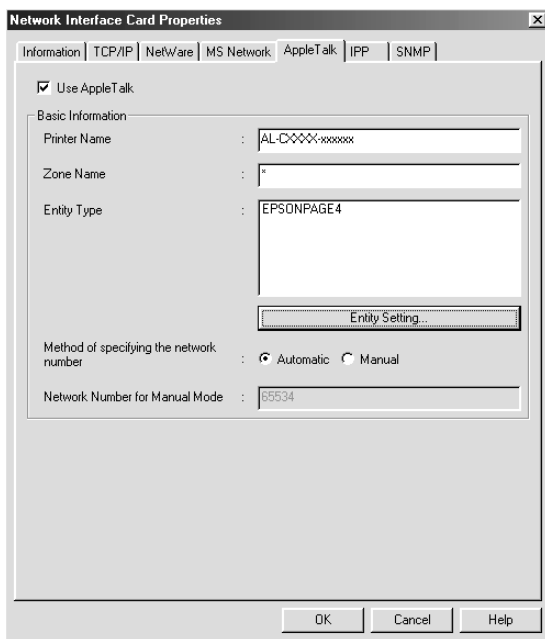 Network Interface Card Properties
Information TCP/IP NetWare MS Network AppleTalk IPP SNMP
Use AppleTalk
Basic Information
Printer Name : AL-CXXXX-xxxxxx
Zone Name : *
Entity Type : EPSONPAGE4
Entity Setting...
Method of specifying the network
number : Automatic Manual
Network Number for Manual Mode : 65534
OK Cancel Help